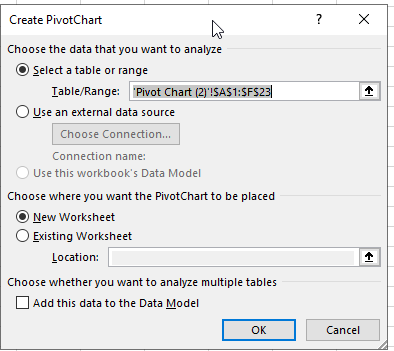 Create PivotChart ? ×
Choose the data that you want to analyze
Select a table or range
Table/Range: 'Pivot Chart (2)'!$A$1:$F$23
Use an external data source
Choose Connection...
Connection name:
Use this workbook's Data Model
Choose where you want the PivotChart to be placed
New Worksheet
Existing Worksheet
Location:
Choose whether you want to analyze multiple tables
Add this data to the Data Model
OK Cancel